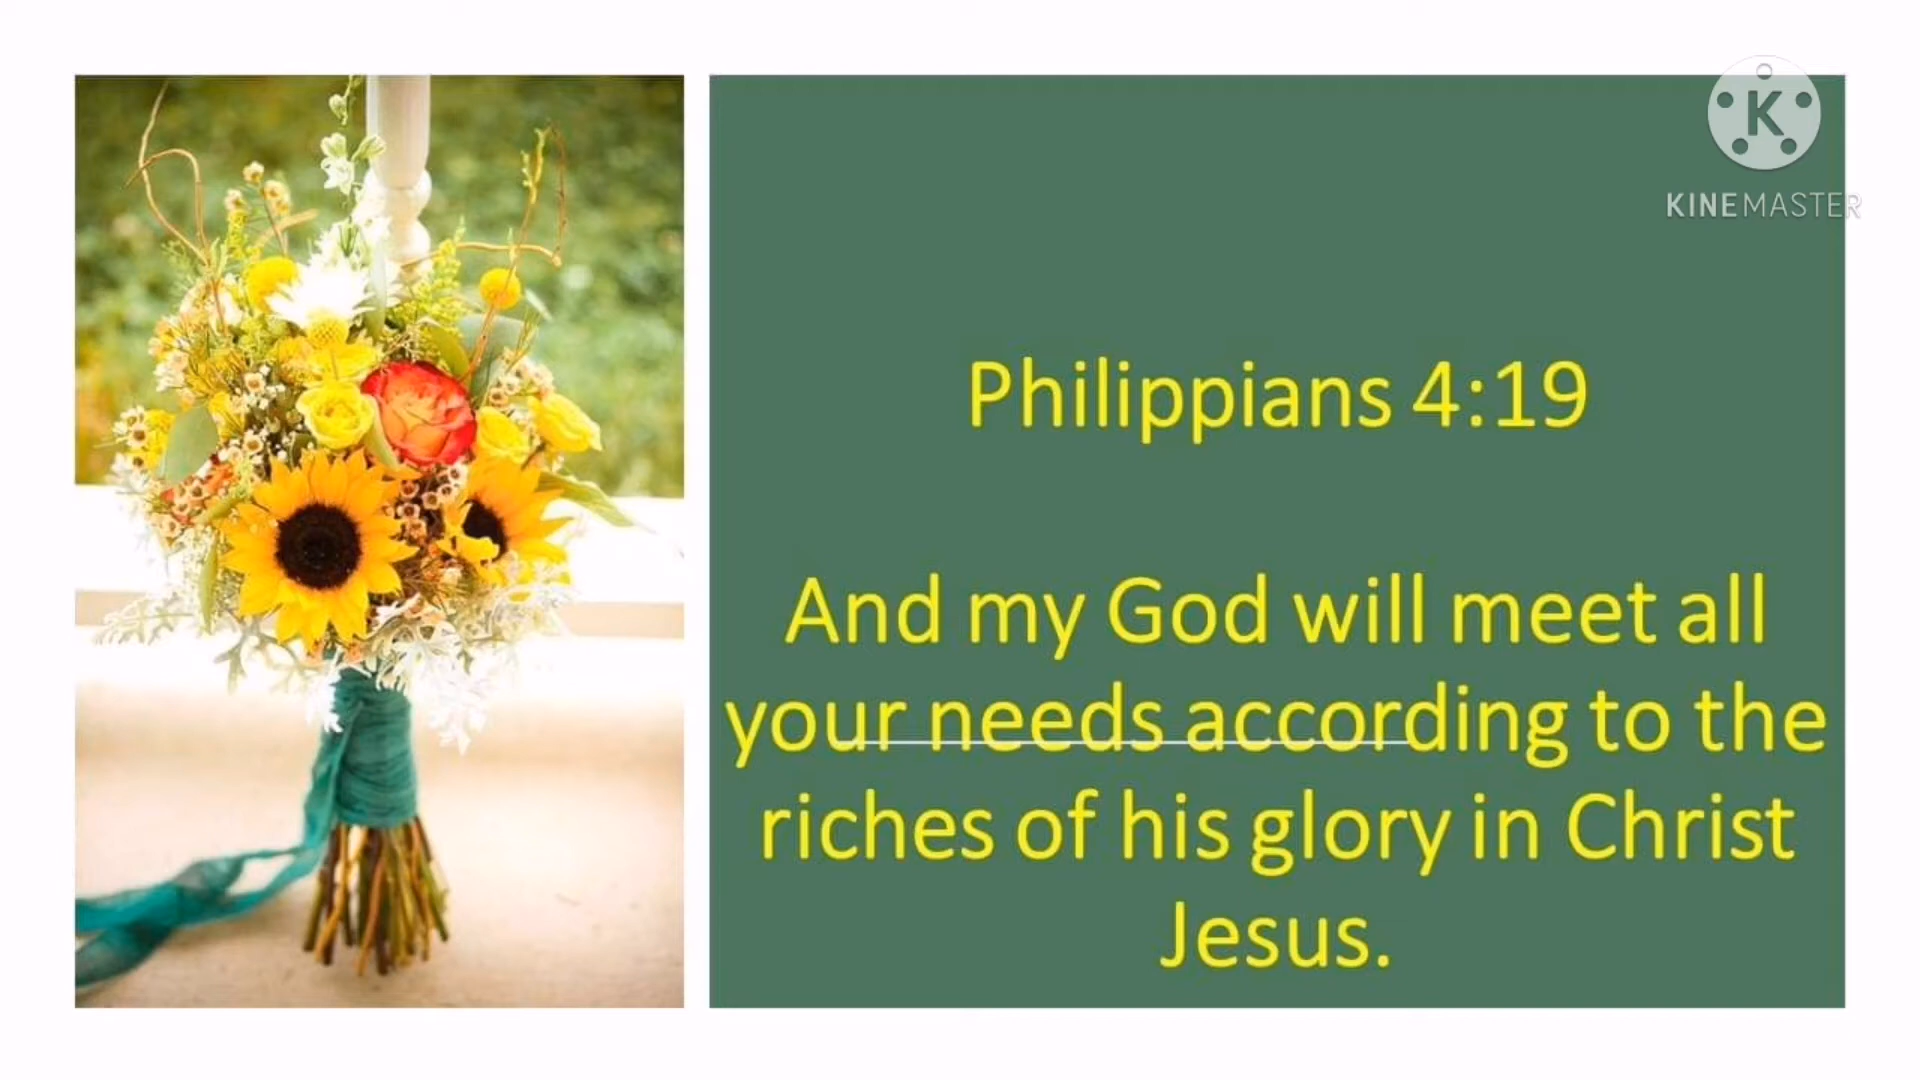 K
KINEMASTER
Philippians 4:19
And my God will meet all
your needs according to the
riches of his glory in Christ
Jesus.